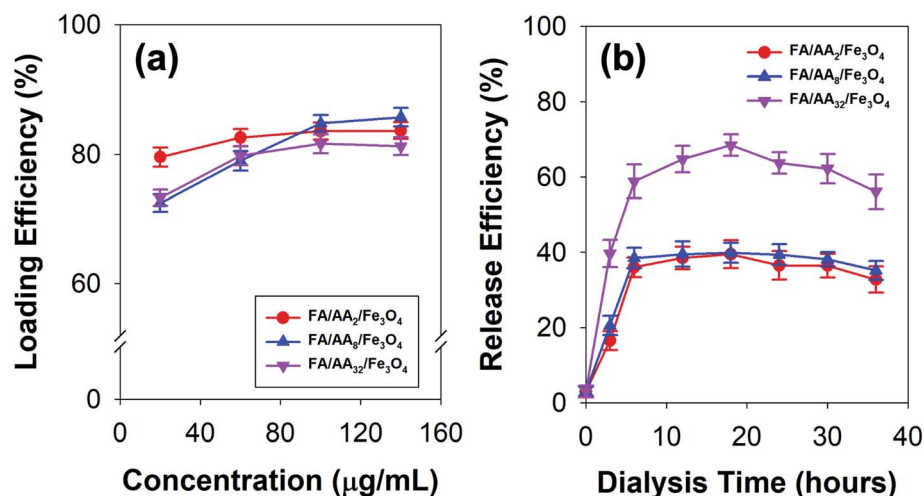 (a)
Loading Efficiency (%)
100
80
60
0
FA/AA₂/Fe₃O₄
FA/AA₈/Fe₃O₄
FA/AA₃₂/Fe₃O₄
0 20 40 80 120 160
Concentration (μg/mL)
(b)
Release Efficiency (%)
FA/AA₂/Fe₃O₄
FA/AA₈/Fe₃O₄
FA/AA₃₂/Fe₃O₄
100
80
60
40
20
0
0 10 20 30 40
Dialysis Time (hours)